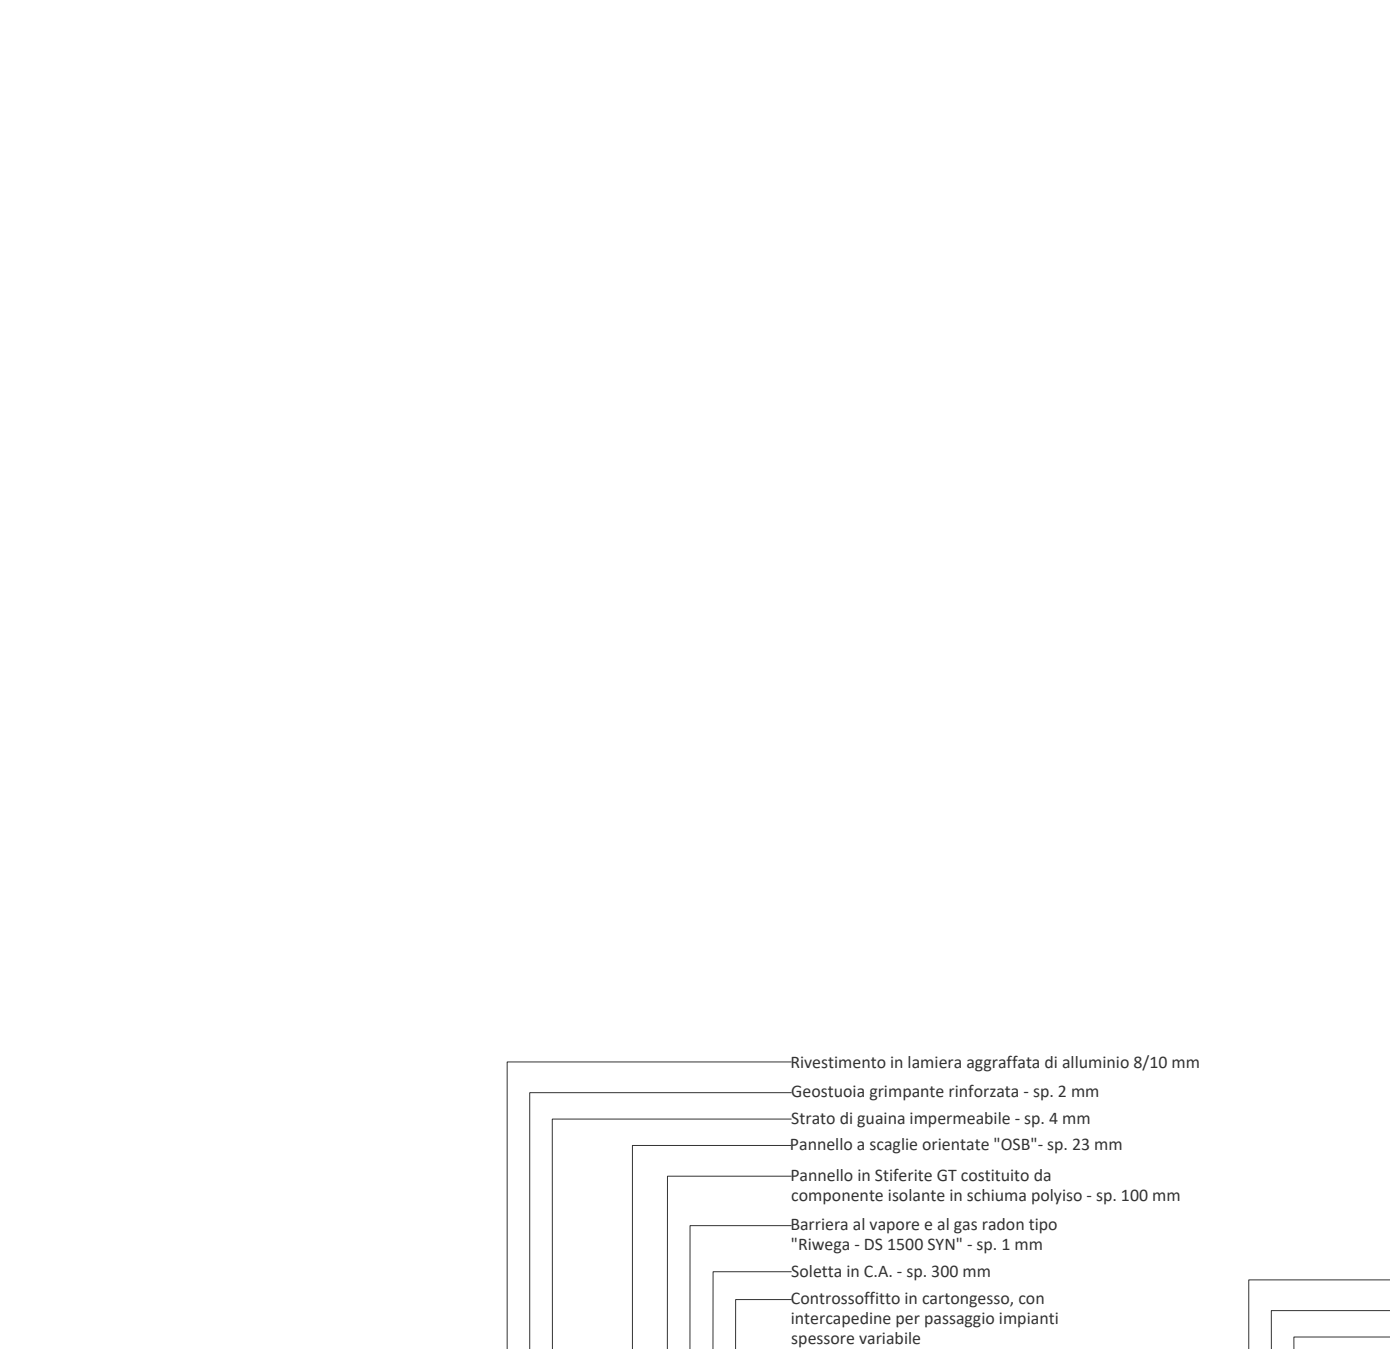 Rivestimento in lamiera aggraffata di alluminio 8/10 mm
Geostuoia grimpante rinforzata - sp. 2 mm
Strato di guaina impermeabile - sp. 4 mm
Pannello a scaglie orientate "OSB"- sp. 23 mm
Pannello in Stiferite GT costituito da
componente isolante in schiuma polyiso - sp. 100 mm
Barriera al vapore e al gas radon tipo
"Riwega - DS 1500 SYN" - sp. 1 mm
Soletta in C.A. - sp. 300 mm
Controssoffitto in cartongesso, con
intercapedine per passaggio impianti
spessore variabile